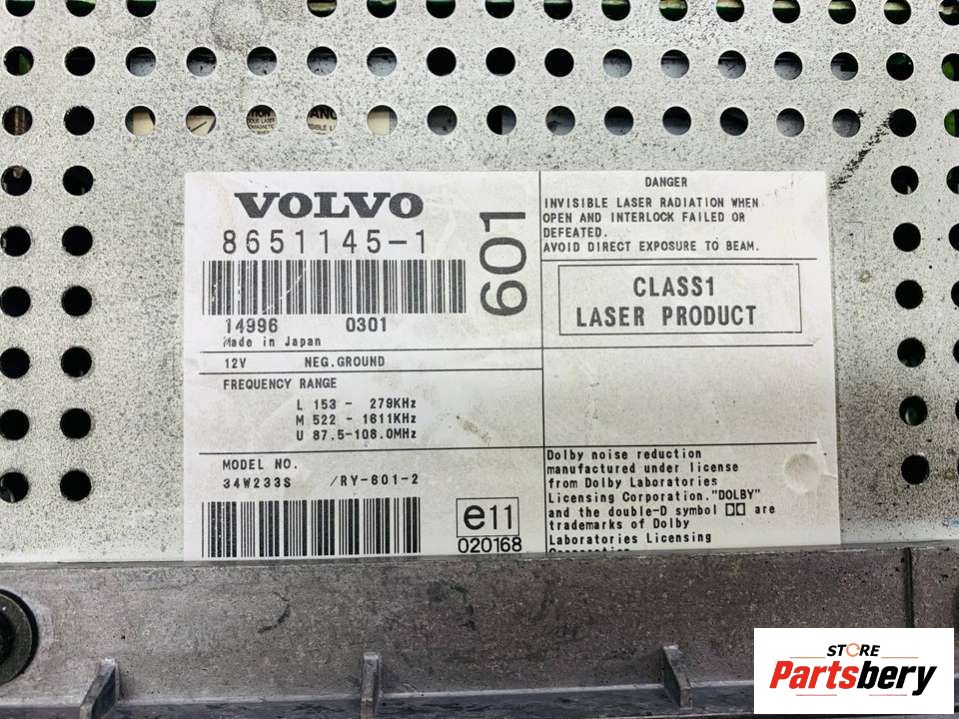 VOLVO
8651145-1
601
14996 0301
Made in Japan
12V NEG.GROUND
FREQUENCY RANGE
L 153 - 279KHz
M 522 - 1611KHz
U 87.5-108.0MHz
MODEL NO.
34W233S /RY-601-2
e11
020168
DANGER
INVISIBLE LASER RADIATION WHEN
OPEN AND INTERLOCK FAILED OR
DEFEATED.
AVOID DIRECT EXPOSURE TO BEAM.
CLASS1
LASER PRODUCT
Dolby noise reduction
manufactured under license
from Dolby Laboratories
Licensing Corporation."DOLBY"
and the double-D symbol are
trademarks of Dolby
Laboratories Licensing
Corporation
STORE
Partsbery